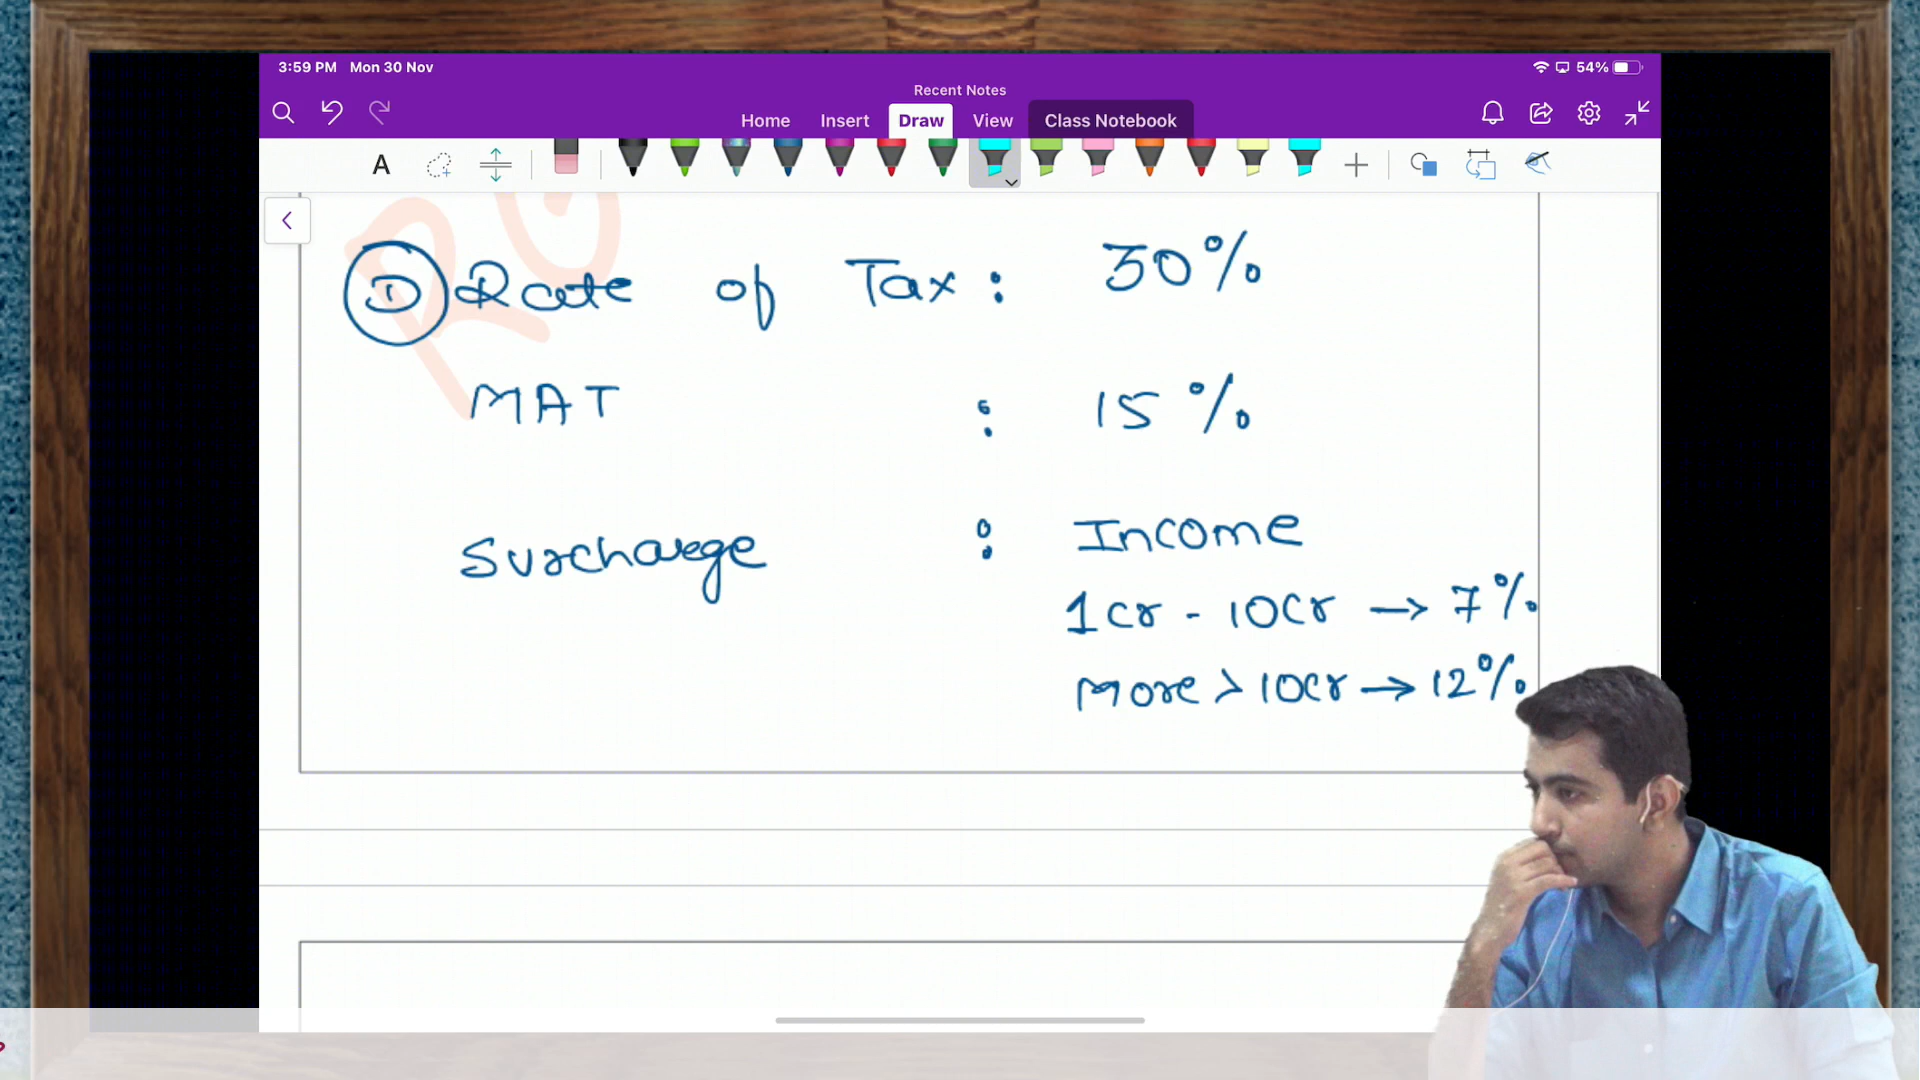 3:59 PM Mon 30 Nov
54%
Recent Notes
Home Insert Draw View Class Notebook
A
D Rate of Tax : 30%
MAT : 15%
Surcharge : Income
1cr - 10cr → 7%
More > 10cr → 12%